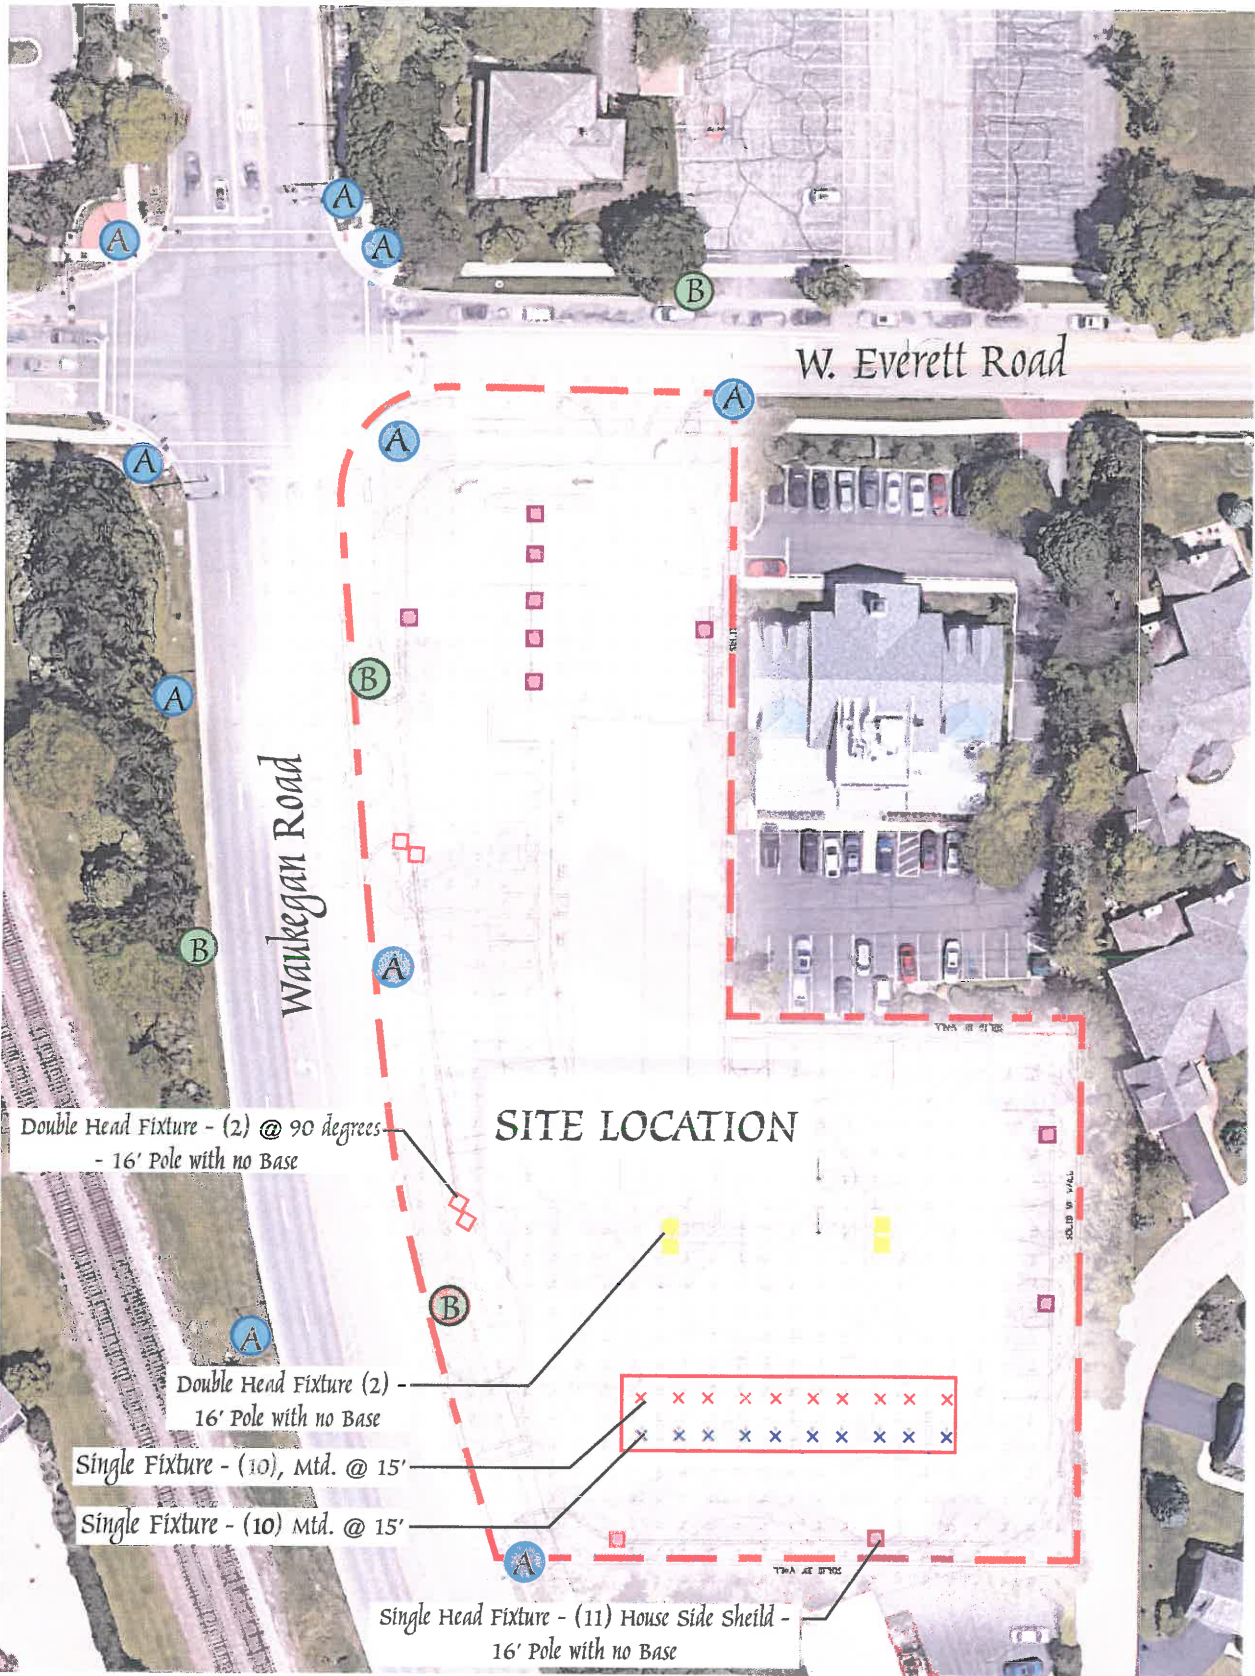 A
A
A
B
W. Everett Road
A
A
A
B
A
Waukegan Road
B
A
Double Head Fixture - (2) @ 90 degrees
- 16' Pole with no Base
SITE LOCATION
B
A
Double Head Fixture (2) -
16' Pole with no Base
Single Fixture - (10), Mtd. @ 15'
Single Fixture - (10) Mtd. @ 15'
A
Single Head Fixture - (11) House Side Sheild -
16' Pole with no Base